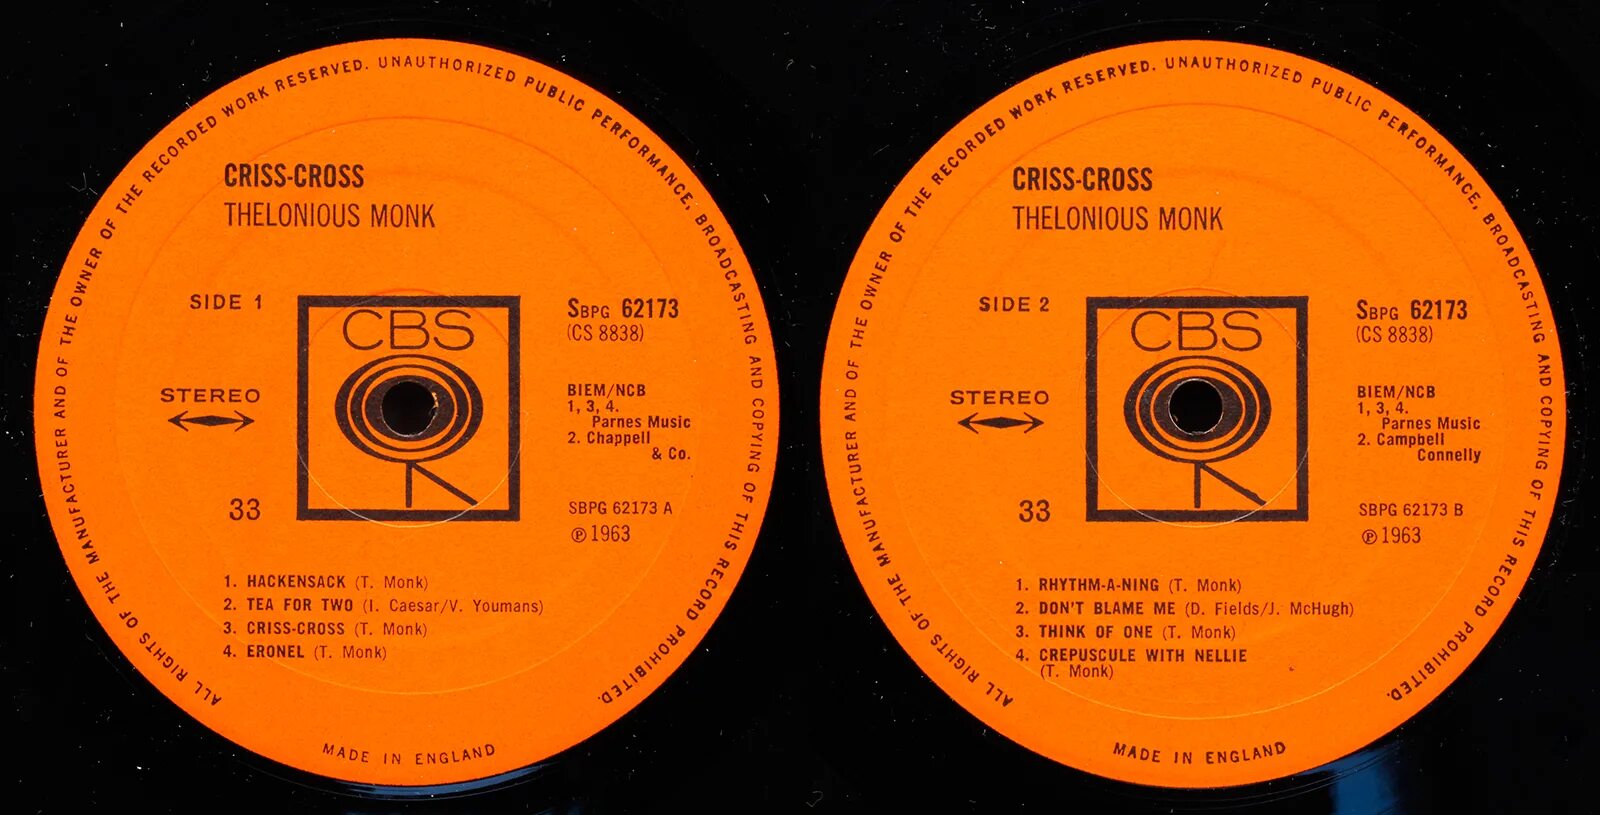 ALL RIGHTS OF THE MANUFACTURER AND OF THE OWNER OF THE RECORDED WORK RESERVED. UNAUTHORIZED PUBLIC PERFORMANCE, BROADCASTING AND COPYING OF THIS RECORD PROHIBITED.
CRISS-CROSS
THELONIOUS MONK
SIDE 1
CBS
SBPG 62173
(CS 8838)
STEREO
BIEM/NCB
1, 3, 4.
Parnes Music
2. Chappell
& Co.
33
SBPG 62173 A
℗ 1963
1. HACKENSACK (T. Monk)
2. TEA FOR TWO (I. Caesar/V. Youmans)
3. CRISS-CROSS (T. Monk)
4. ERONEL (T. Monk)
MADE IN ENGLAND
ALL RIGHTS OF THE MANUFACTURER AND OF THE OWNER OF THE RECORDED WORK RESERVED. UNAUTHORIZED PUBLIC PERFORMANCE, BROADCASTING AND COPYING OF THIS RECORD PROHIBITED.
CRISS-CROSS
THELONIOUS MONK
SIDE 2
CBS
SBPG 62173
(CS 8838)
STEREO
BIEM/NCB
1, 3, 4.
Parnes Music
2. Campbell
Connelly
33
SBPG 62173 B
℗ 1963
1. RHYTHM-A-NING (T. Monk)
2. DON'T BLAME ME (D. Fields/J. McHugh)
3. THINK OF ONE (T. Monk)
4. CREPUSCULE WITH NELLIE
(T. Monk)
MADE IN ENGLAND